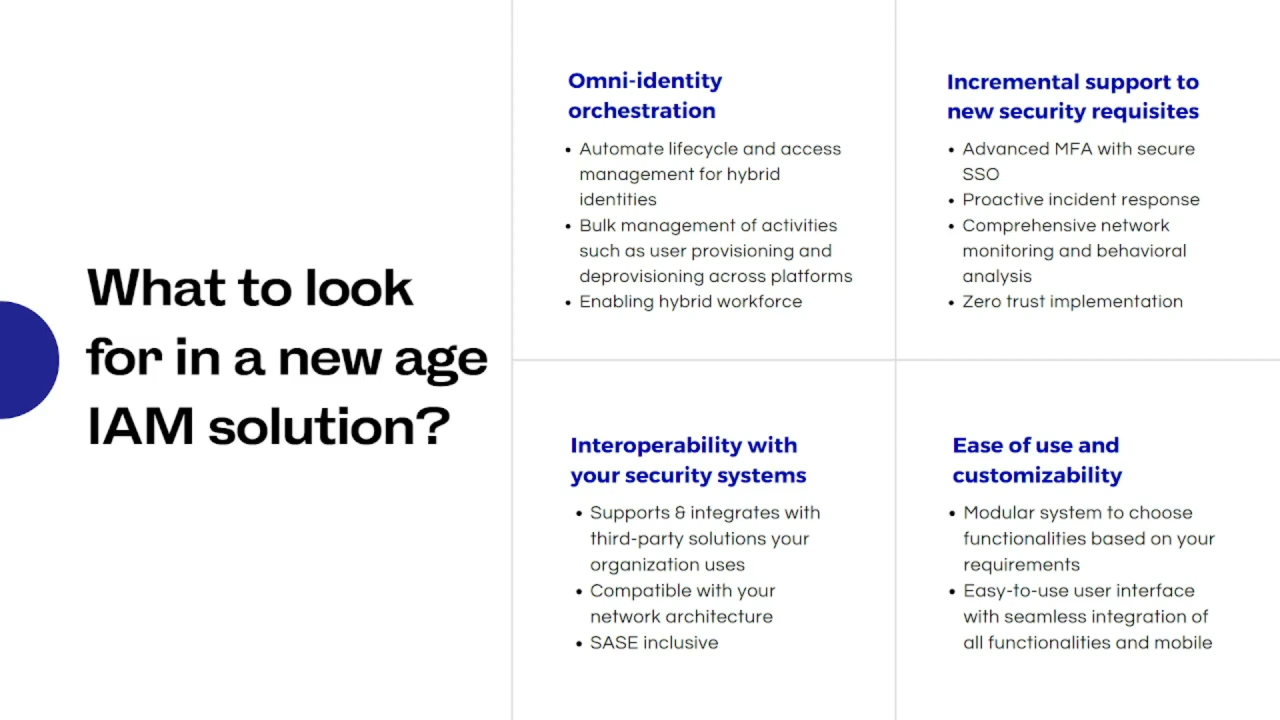 What to look
for in a new age
IAM solution?
Omni-identity
orchestration
• Automate lifecycle and access
management for hybrid
identities
• Bulk management of activities
such as user provisioning and
deprovisioning across platforms
• Enabling hybrid workforce
Incremental support to
new security requisites
• Advanced MFA with secure
SSO
• Proactive incident response
• Comprehensive network
monitoring and behavioral
analysis
• Zero trust implementation
Interoperability with
your security systems
• Supports & integrates with
third-party solutions your
organization uses
• Compatible with your
network architecture
• SASE inclusive
Ease of use and
customizability
• Modular system to choose
functionalities based on your
requirements
• Easy-to-use user interface
with seamless integration of
all functionalities and mobile